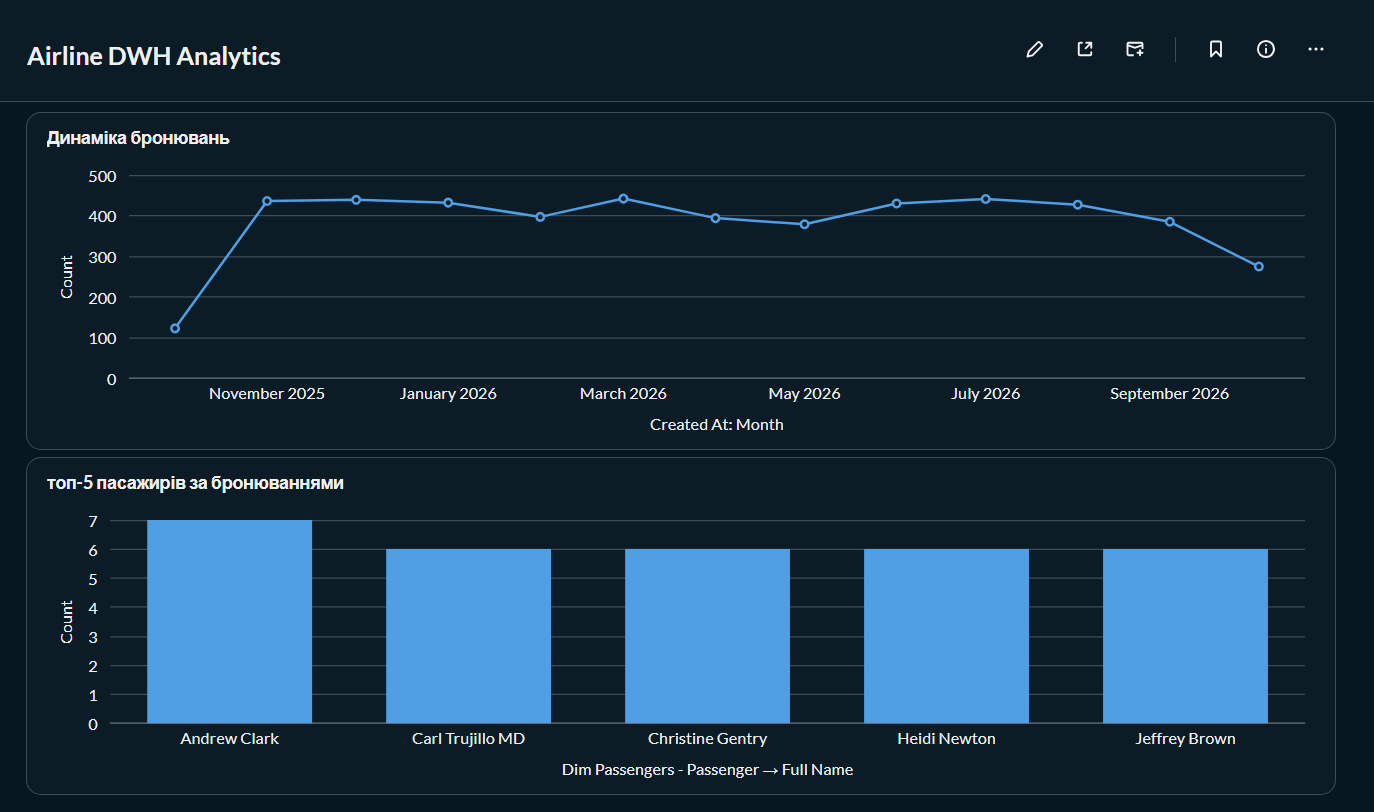 Airline DWH Analytics
Динаміка бронювань
500
400
300
200
100
0
Count
November 2025
January 2026
March 2026
May 2026
July 2026
September 2026
Created At: Month
топ-5 пасажирів за бронюваннями
7
6
5
4
3
2
1
0
Count
Andrew Clark
Carl Trujillo MD
Christine Gentry
Heidi Newton
Jeffrey Brown
Dim Passengers - Passenger → Full Name